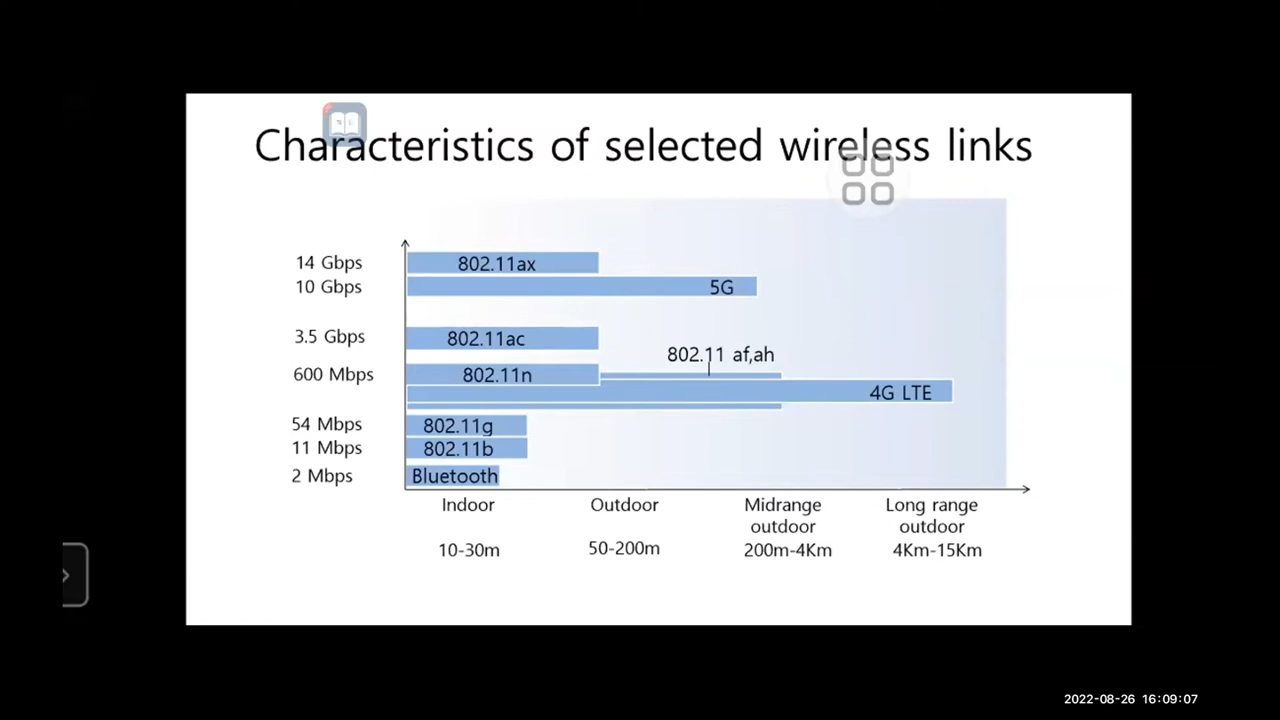 Characteristics of selected wireless links
14 Gbps
802.11ax
10 Gbps
5G
3.5 Gbps
802.11ac
802.11 af,ah
600 Mbps
802.11n
4G LTE
54 Mbps
802.11g
11 Mbps
802.11b
2 Mbps
Bluetooth
Indoor
Outdoor
Midrange
outdoor
Long range
outdoor
10-30m
50-200m
200m-4Km
4Km-15Km
2022-08-26 16:09:07